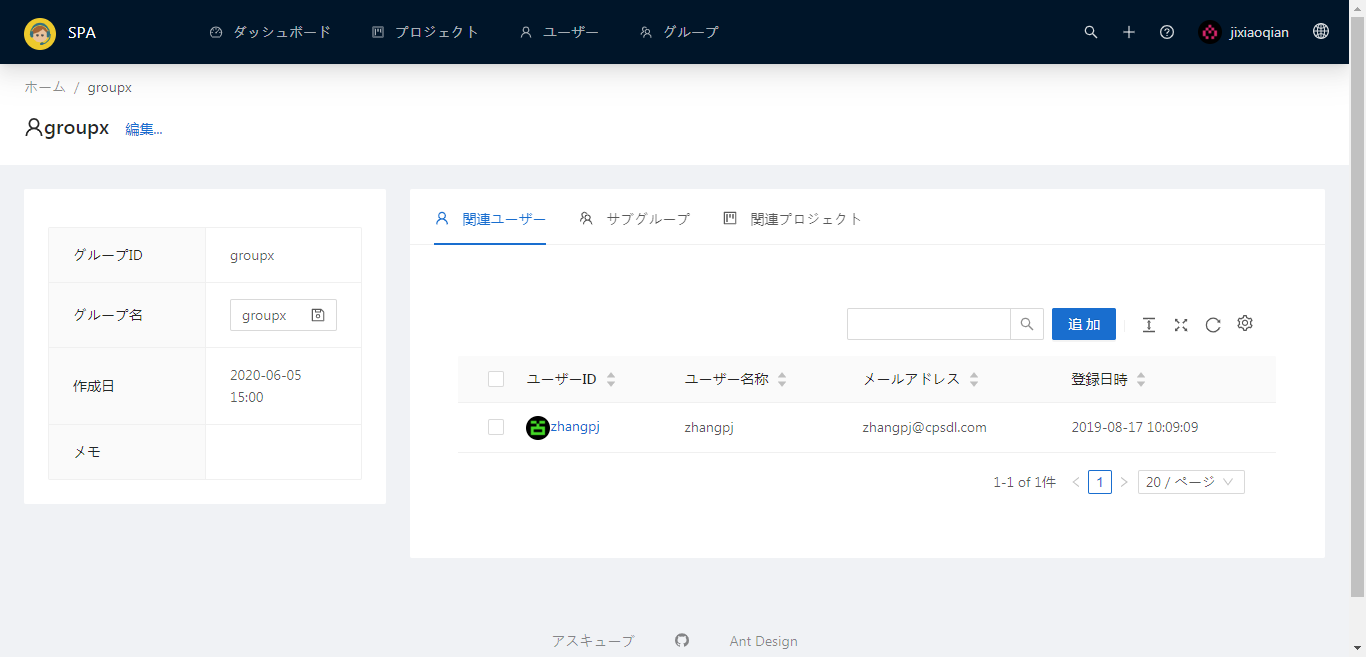 SPA ダッシュボード プロジェクト ユーザー グループ jixiaoqian
ホーム / groupx
groupx 編集...
関連ユーザー サブグループ 関連プロジェクト
グループID groupx
グループ名 groupx
作成日 2020-06-05
15:00
メモ
追 加
ユーザーID ユーザー名称 メールアドレス 登録日時
zhangpj zhangpj zhangpj@cpsdl.com 2019-08-17 10:09:09
1-1 of 1件 < 1 > 20 / ページ
アスキューブ Ant Design